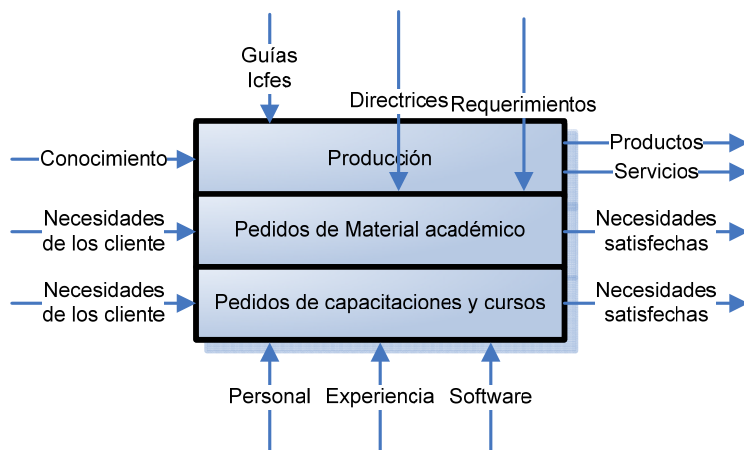 Guías
Icfes
Directrices
Requerimientos
Conocimiento
Producción
Productos
Servicios
Necesidades
de los cliente
Pedidos de Material académico
Necesidades
satisfechas
Necesidades
de los cliente
Pedidos de capacitaciones y cursos
Necesidades
satisfechas
Personal
Experiencia
Software